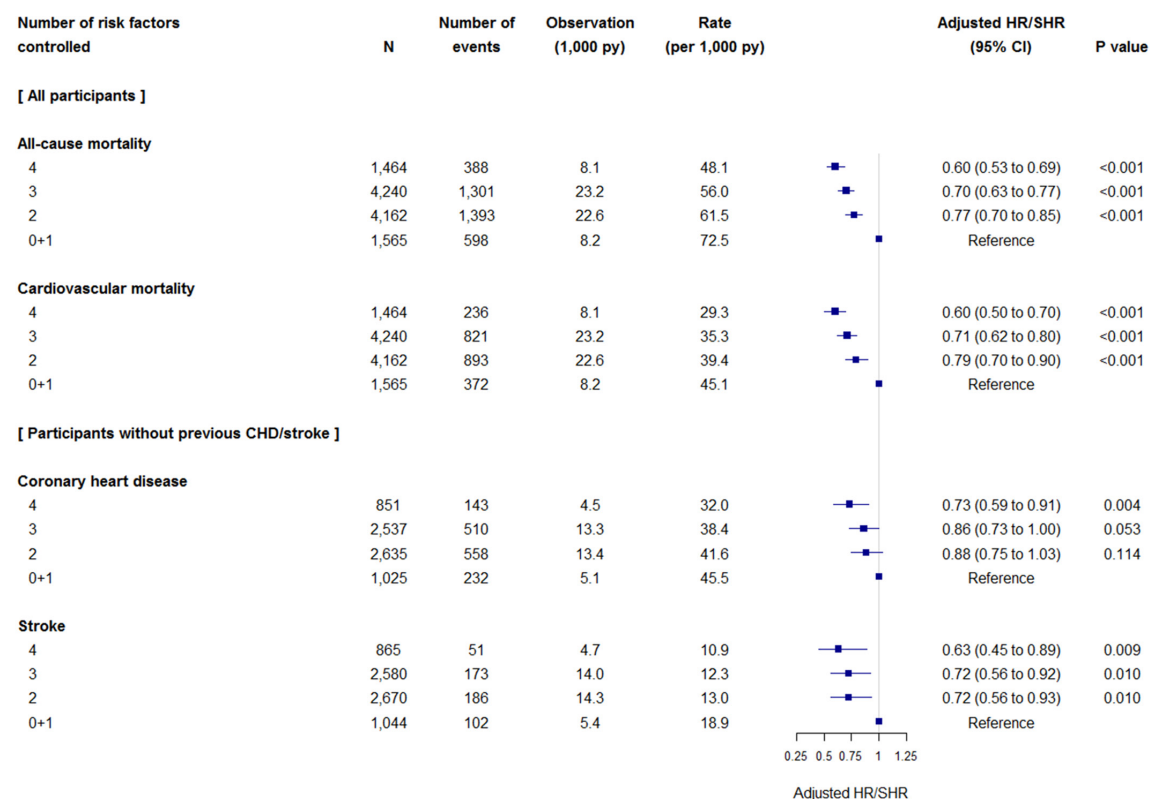 Number of risk factors controlled N Number of events Observation (1,000 py) Rate (per 1,000 py) Adjusted HR/SHR (95% CI) P value
[ All participants ]
All-cause mortality
4 1,464 388 8.1 48.1 0.60 (0.53 to 0.69) <0.001
3 4,240 1,301 23.2 56.0 0.70 (0.63 to 0.77) <0.001
2 4,162 1,393 22.6 61.5 0.77 (0.70 to 0.85) <0.001
0+1 1,565 598 8.2 72.5 Reference
Cardiovascular mortality
4 1,464 236 8.1 29.3 0.60 (0.50 to 0.70) <0.001
3 4,240 821 23.2 35.3 0.71 (0.62 to 0.80) <0.001
2 4,162 893 22.6 39.4 0.79 (0.70 to 0.90) <0.001
0+1 1,565 372 8.2 45.1 Reference
[ Participants without previous CHD/stroke ]
Coronary heart disease
4 851 143 4.5 32.0 0.73 (0.59 to 0.91) 0.004
3 2,537 510 13.3 38.4 0.86 (0.73 to 1.00) 0.053
2 2,635 558 13.4 41.6 0.88 (0.75 to 1.03) 0.114
0+1 1,025 232 5.1 45.5 Reference
Stroke
4 865 51 4.7 10.9 0.63 (0.45 to 0.89) 0.009
3 2,580 173 14.0 12.3 0.72 (0.56 to 0.92) 0.010
2 2,670 186 14.3 13.0 0.72 (0.56 to 0.93) 0.010
0+1 1,044 102 5.4 18.9 Reference
0.25 0.5 0.75 1 1.25
Adjusted HR/SHR